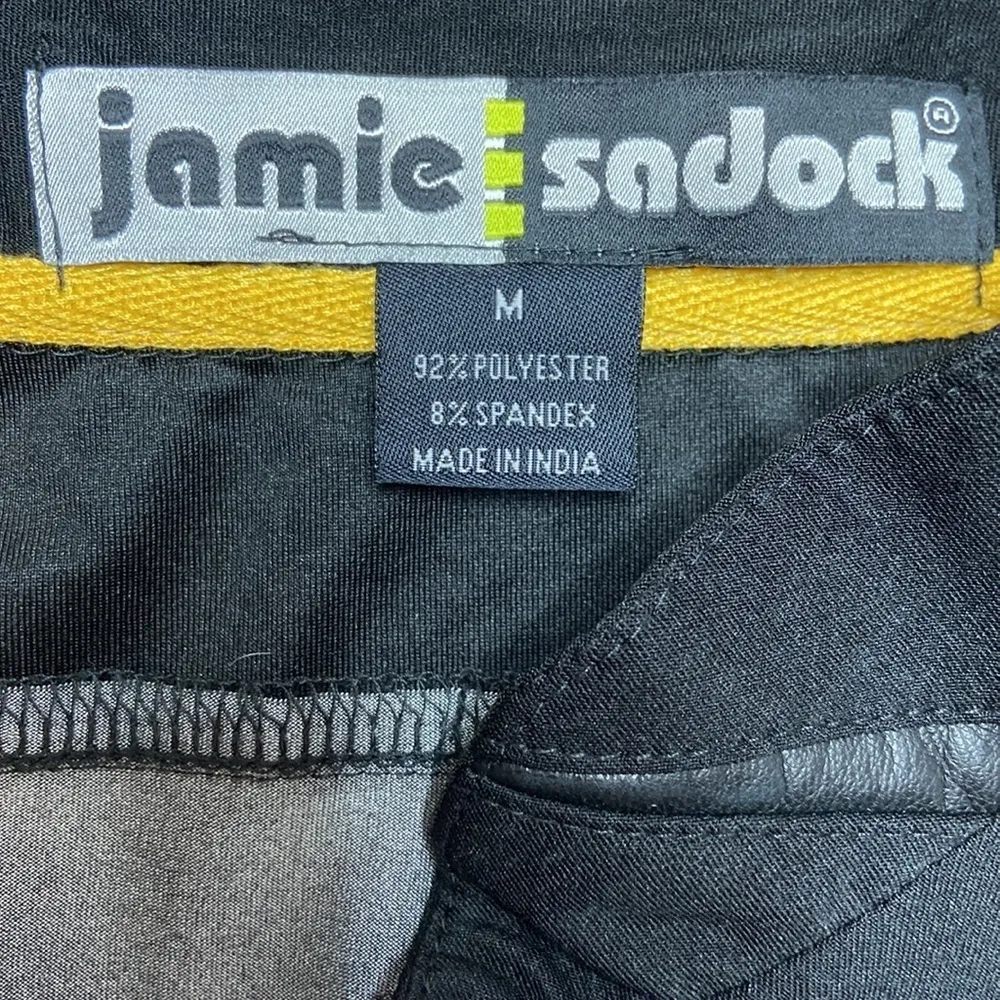 jamie sadock®
M
92% POLYESTER
8% SPANDEX
MADE IN INDIA